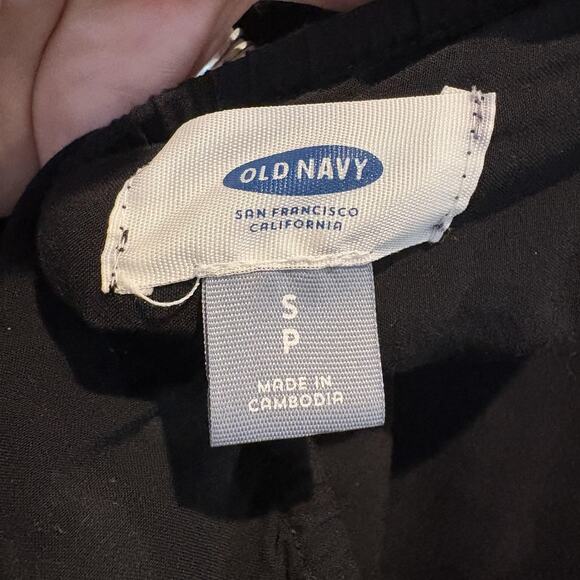 OLD NAVY
SAN FRANCISCO
CALIFORNIA
S
P
MADE IN
CAMBODIA